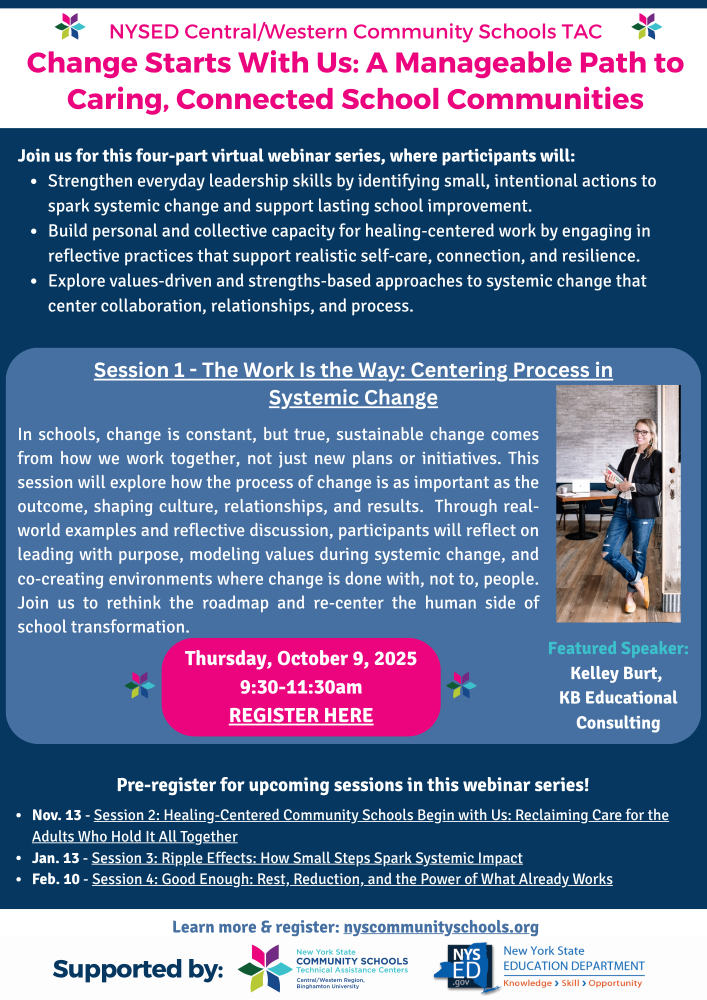 NYSED Central/Western Community Schools TAC
Change Starts With Us: A Manageable Path to
Caring, Connected School Communities
Join us for this four-part virtual webinar series, where participants will:
• Strengthen everyday leadership skills by identifying small, intentional actions to
spark systemic change and support lasting school improvement.
• Build personal and collective capacity for healing-centered work by engaging in
reflective practices that support realistic self-care, connection, and resilience.
• Explore values-driven and strengths-based approaches to systemic change that
center collaboration, relationships, and process.
Session 1 - The Work Is the Way: Centering Process in
Systemic Change
In schools, change is constant, but true, sustainable change comes
from how we work together, not just new plans or initiatives. This
session will explore how the process of change is as important as the
outcome, shaping culture, relationships, and results. Through real-
world examples and reflective discussion, participants will reflect on
leading with purpose, modeling values during systemic change, and
co-creating environments where change is done with, not to, people.
Join us to rethink the roadmap and re-center the human side of
school transformation.
Thursday, October 9, 2025
9:30-11:30am
REGISTER HERE
Featured Speaker:
Kelley Burt,
KB Educational
Consulting
Pre-register for upcoming sessions in this webinar series!
• Nov. 13 - Session 2: Healing-Centered Community Schools Begin with Us: Reclaiming Care for the
Adults Who Hold It All Together
• Jan. 13 - Session 3: Ripple Effects: How Small Steps Spark Systemic Impact
• Feb. 10 - Session 4: Good Enough: Rest, Reduction, and the Power of What Already Works
Learn more & register: nyscommunityschools.org
Supported by:
New York State
COMMUNITY SCHOOLS
Technical Assistance Centers
Central/Western Region,
Binghamton University
NYS
ED
.gov
New York State
EDUCATION DEPARTMENT
Knowledge › Skill › Opportunity